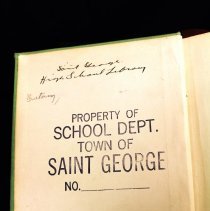 Saint George
High School Library
PROPERTY OF
SCHOOL DEPT.
TOWN OF
SAINT GEORGE
NO.